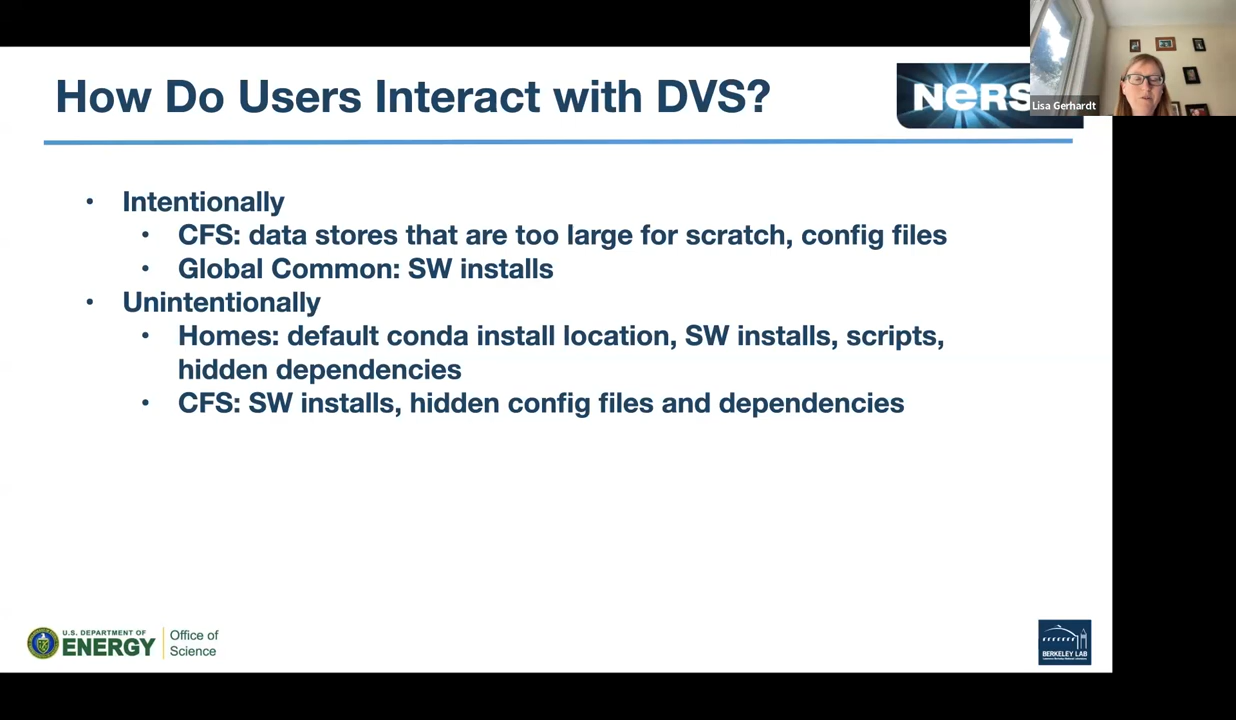 How Do Users Interact with DVS?
NERS
Lisa Gerhardt
• Intentionally
• CFS: data stores that are too large for scratch, config files
• Global Common: SW installs
• Unintentionally
• Homes: default conda install location, SW installs, scripts,
hidden dependencies
• CFS: SW installs, hidden config files and dependencies
U.S. DEPARTMENT OF
ENERGY
Office of
Science
BERKELEY LAB